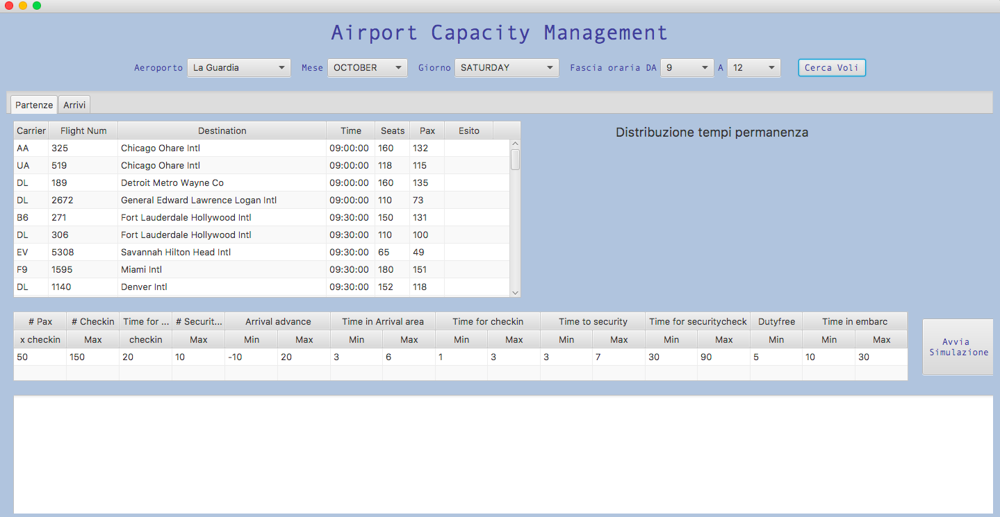 Airport Capacity Management
Aeroporto La Guardia Mese OCTOBER Giorno SATURDAY Fascia oraria DA 9 A 12 Cerca Voli
Partenze Arrivi
Carrier Flight Num Destination Time Seats Pax Esito
AA 325 Chicago Ohare Intl 09:00:00 160 132
UA 519 Chicago Ohare Intl 09:00:00 118 115
DL 189 Detroit Metro Wayne Co 09:00:00 160 135
DL 2672 General Edward Lawrence Logan Intl 09:00:00 110 73
B6 271 Fort Lauderdale Hollywood Intl 09:30:00 150 131
DL 306 Fort Lauderdale Hollywood Intl 09:30:00 110 100
EV 5308 Savannah Hilton Head Intl 09:30:00 65 49
F9 1595 Miami Intl 09:30:00 180 151
DL 1140 Denver Intl 09:30:00 152 118
Distribuzione tempi permanenza
# Pax # Checkin Time for ... # Securit... Arrival advance Time in Arrival area Time for checkin Time to security Time for securitycheck Dutyfree Time in embarc
x checkin Max checkin Max Min Max Min Max Min Max Min Max Min Max Min Min Max
50 150 20 10 -10 20 3 6 1 3 3 7 30 90 5 10 30
Avvia
Simulazione